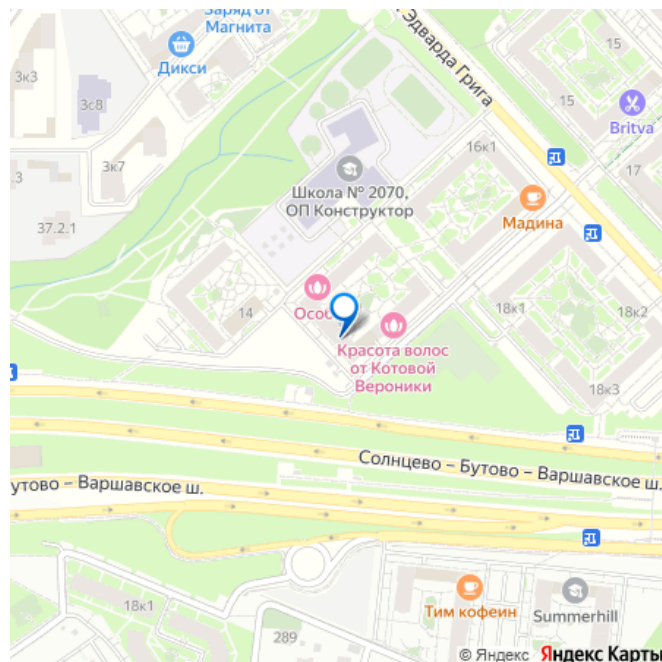 Заряд от
Магнита
Дикси
Эдварда Грига
3к3
3с8
15
15
Britva
3к7
.3
16к1
17
Школа № 2070,
ОП Конструктор
Мадина
37.2.1
14
Красота волос
от Котовой
Вероники
18к1
18к2
18к3
Солнцево – Бутово – Варшавское ш.
утово – Варшавское ш.
18к1
289
Тим кофеин
Summerhill
© Яндекс Яндекс Карты